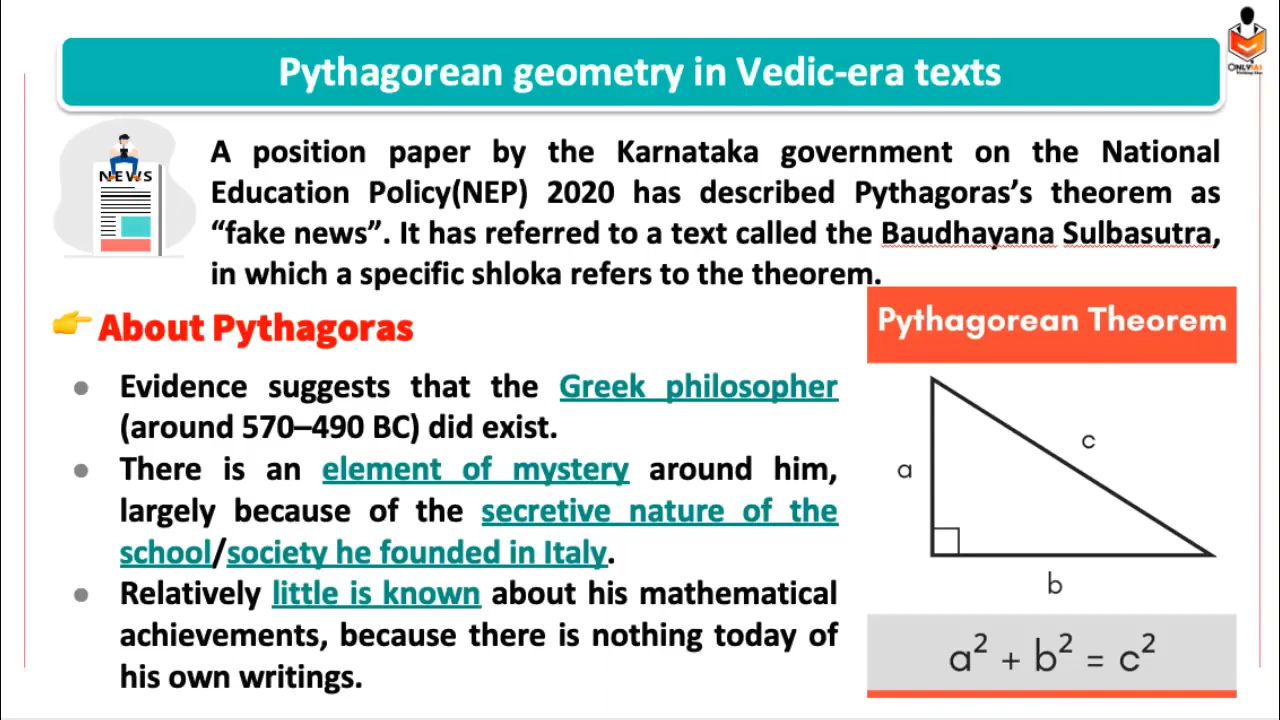 Pythagorean geometry in Vedic-era texts
ONLYIAS
NEWS
A position paper by the Karnataka government on the National
Education Policy(NEP) 2020 has described Pythagoras's theorem as
“fake news”. It has referred to a text called the Baudhayana Sulbasutra,
in which a specific shloka refers to the theorem.
👉 About Pythagoras
● Evidence suggests that the Greek philosopher
(around 570–490 BC) did exist.
● There is an element of mystery around him,
largely because of the secretive nature of the
school/society he founded in Italy.
● Relatively little is known about his mathematical
achievements, because there is nothing today of
his own writings.
Pythagorean Theorem
a
c
b
a² + b² = c²